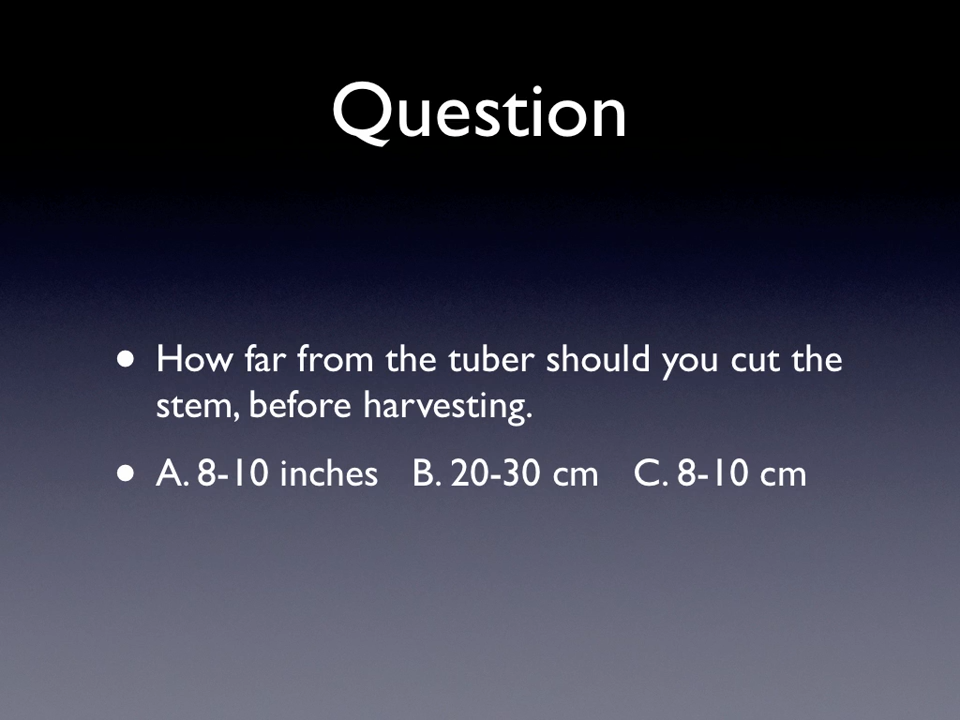 Question
• How far from the tuber should you cut the
stem, before harvesting.
• A. 8-10 inches B. 20-30 cm C. 8-10 cm